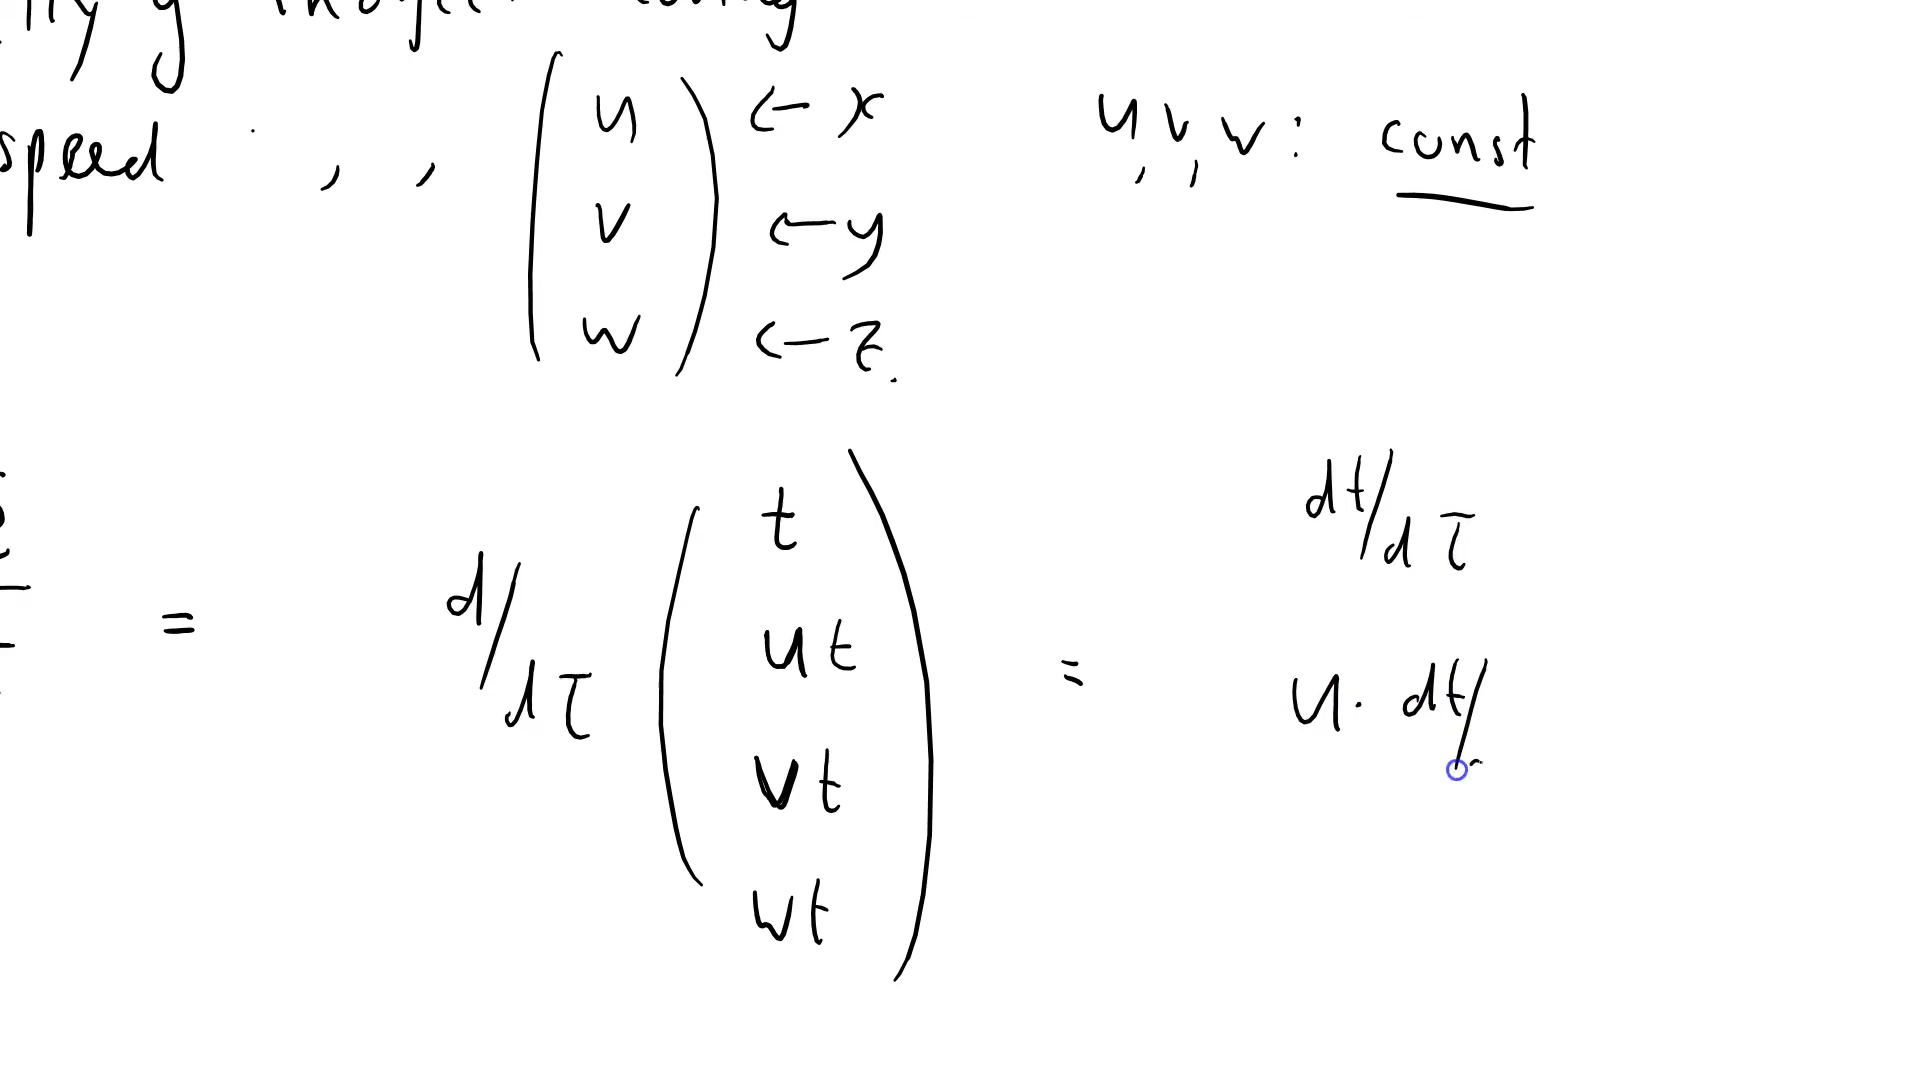 speed , , ( u ← x u, v, w : const
v ← y
w ← z .
= d/dτ ( t ) = dt/dτ
ut u · dt/
vt
wt